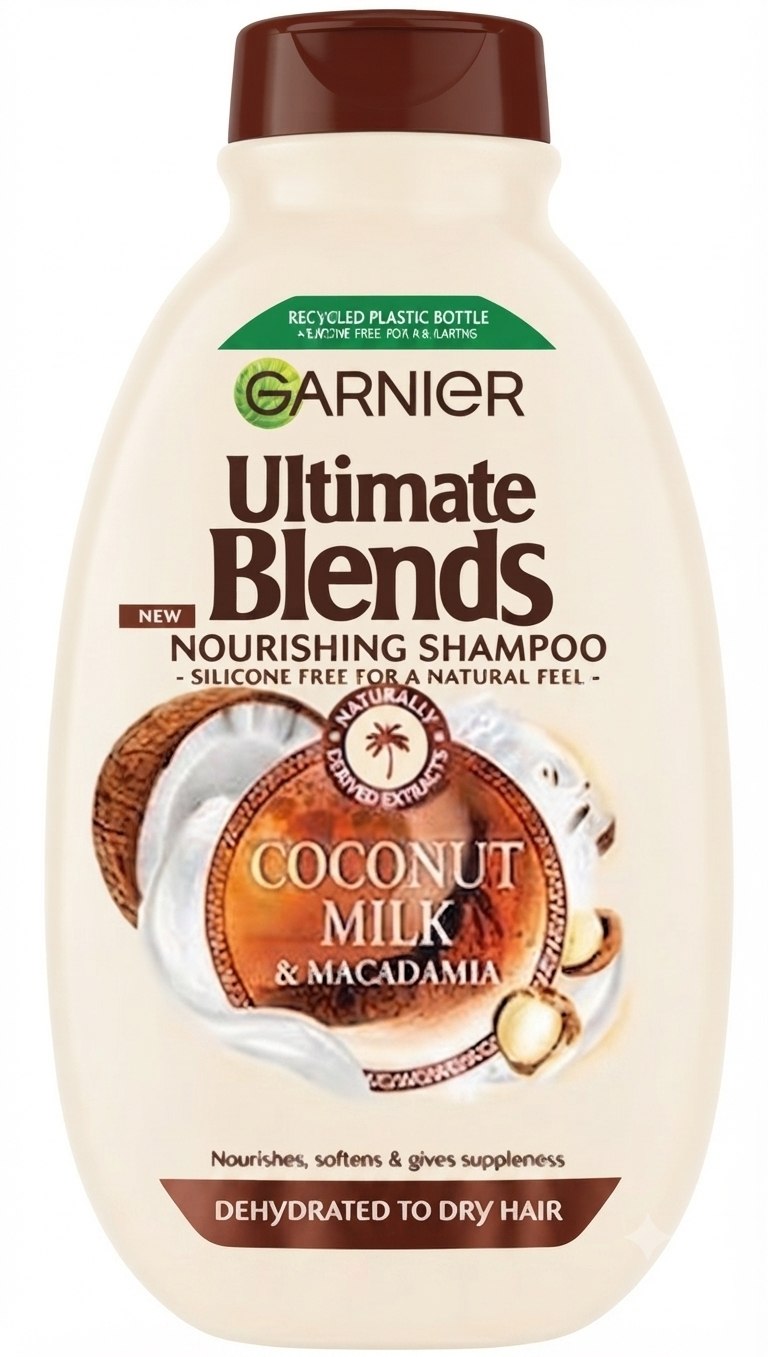 RECYCLED PLASTIC BOTTLE
FREE
GARNIER
Ultimate
Blends
NEW
NOURISHING SHAMPOO
- SILICONE FREE FOR A NATURAL FEEL -
NATURALLY
DERIVED EXTRACTS
COCONUT
MILK
& MACADAMIA
Nourishes, softens & gives suppleness
DEHYDRATED TO DRY HAIR